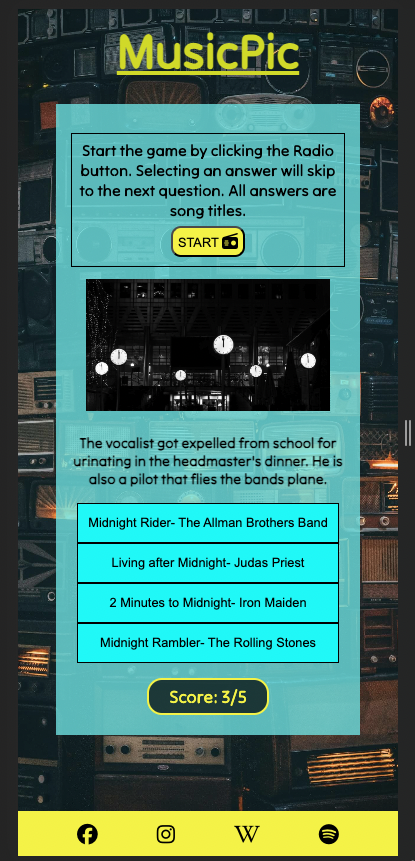 MusicPic
Start the game by clicking the Radio
button. Selecting an answer will skip
to the next question. All answers are
song titles.
START
The vocalist got expelled from school for
urinating in the headmaster's dinner. He is
also a pilot that flies the bands plane.
Midnight Rider- The Allman Brothers Band
Living after Midnight- Judas Priest
2 Minutes to Midnight- Iron Maiden
Midnight Rambler- The Rolling Stones
Score: 3/5